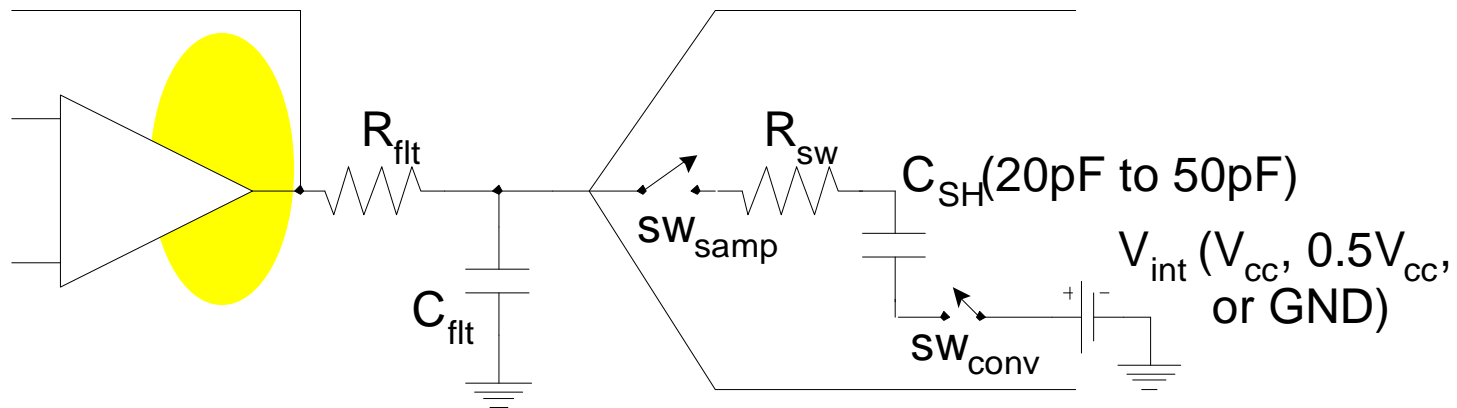 R_flt
R_sw
C_SH(20pF to 50pF)
sw_samp
V_int (V_cc, 0.5V_cc,
or GND)
C_flt
+ -
sw_conv